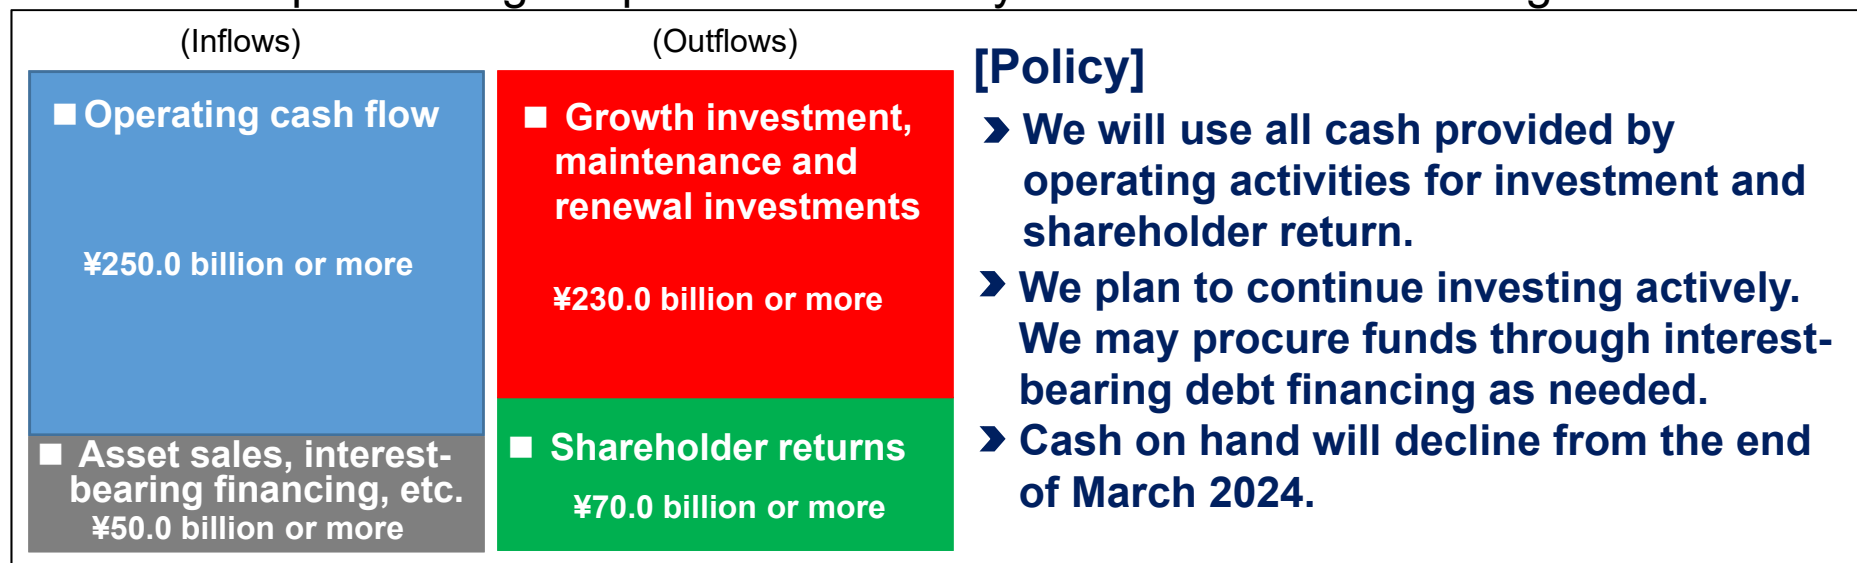 (Inflows)
(Outflows)
Operating cash flow
¥250.0 billion or more
Asset sales, interest-
bearing financing, etc.
¥50.0 billion or more
Growth investment,
maintenance and
renewal investments
¥230.0 billion or more
Shareholder returns
¥70.0 billion or more
[Policy]
We will use all cash provided by
operating activities for investment and
shareholder return.
We plan to continue investing actively.
We may procure funds through interest-
bearing debt financing as needed.
Cash on hand will decline from the end
of March 2024.